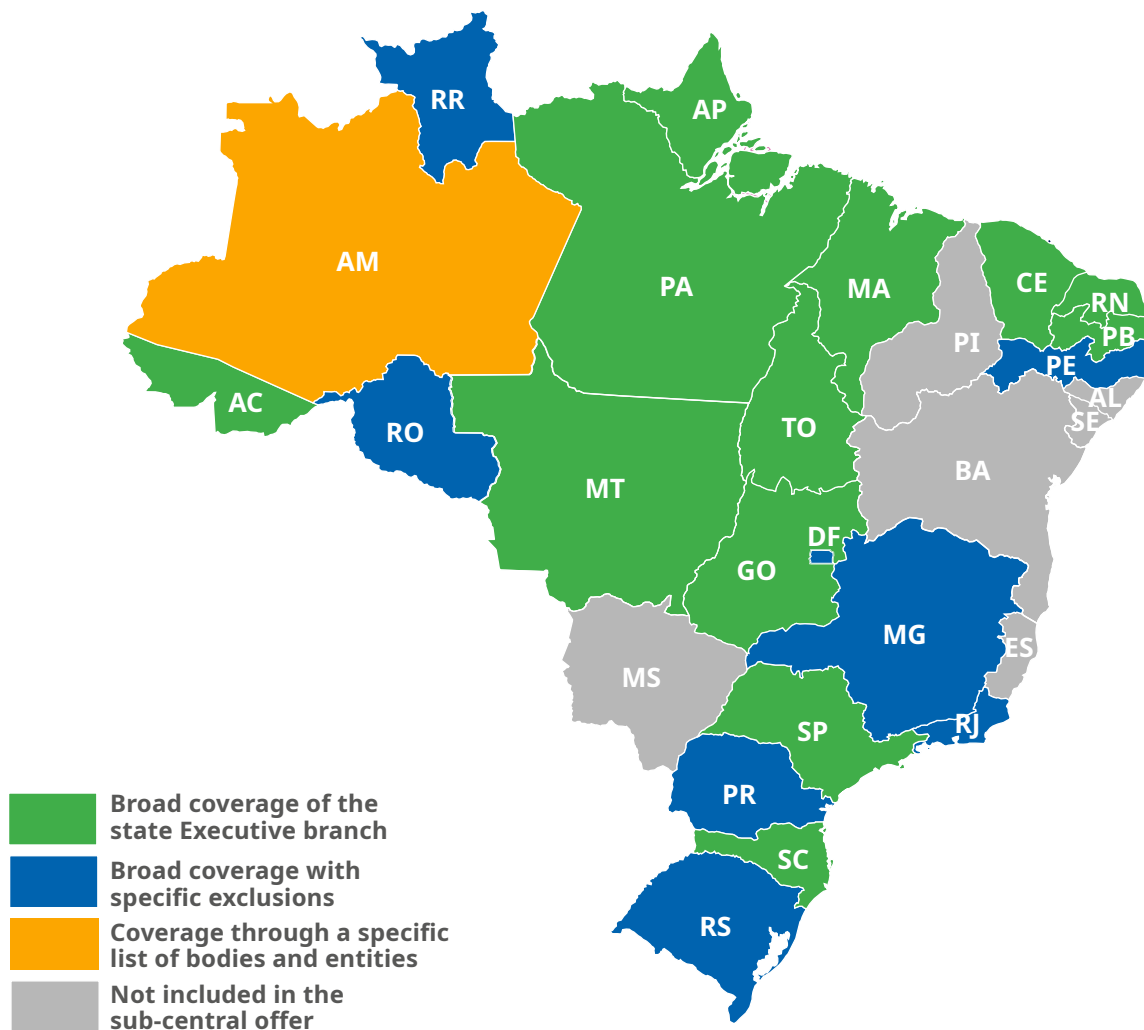 RR
AP
AM
PA
MA
CE
RN
PB
PI
PE
AL
SE
AC
RO
TO
BA
MT
DF
GO
MG
ES
MS
RJ
SP
PR
SC
RS
Broad coverage of the
state Executive branch
Broad coverage with
specific exclusions
Coverage through a specific
list of bodies and entities
Not included in the
sub-central offer